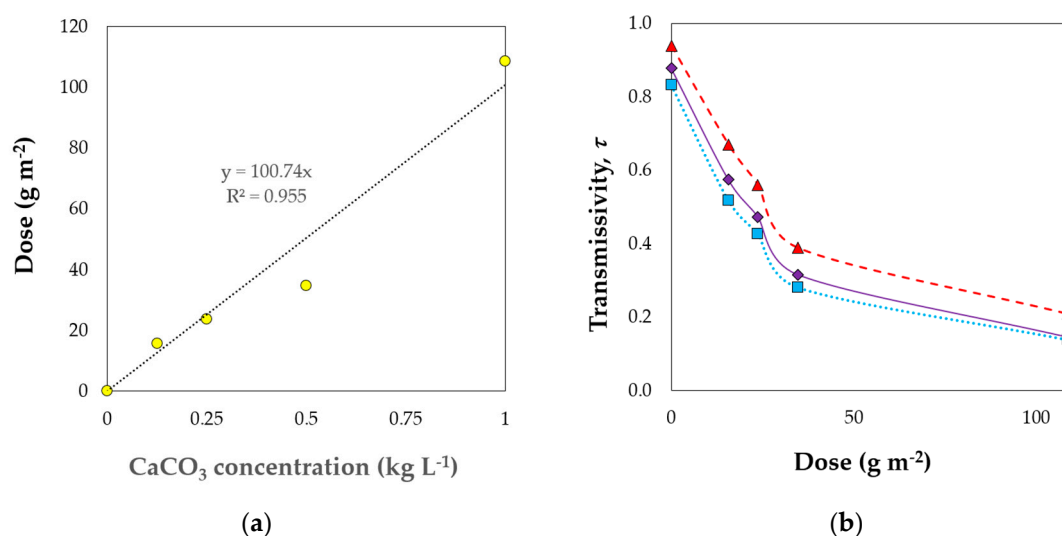 120
100
80
60
40
20
0
Dose (g m⁻²)
y = 100.74x
R² = 0.955
0 0.25 0.5 0.75 1
CaCO₃ concentration (kg L⁻¹)
(a)
1.0
0.8
0.6
0.4
0.2
0.0
Transmissivity, τ
0 50 100
Dose (g m⁻²)
(b)